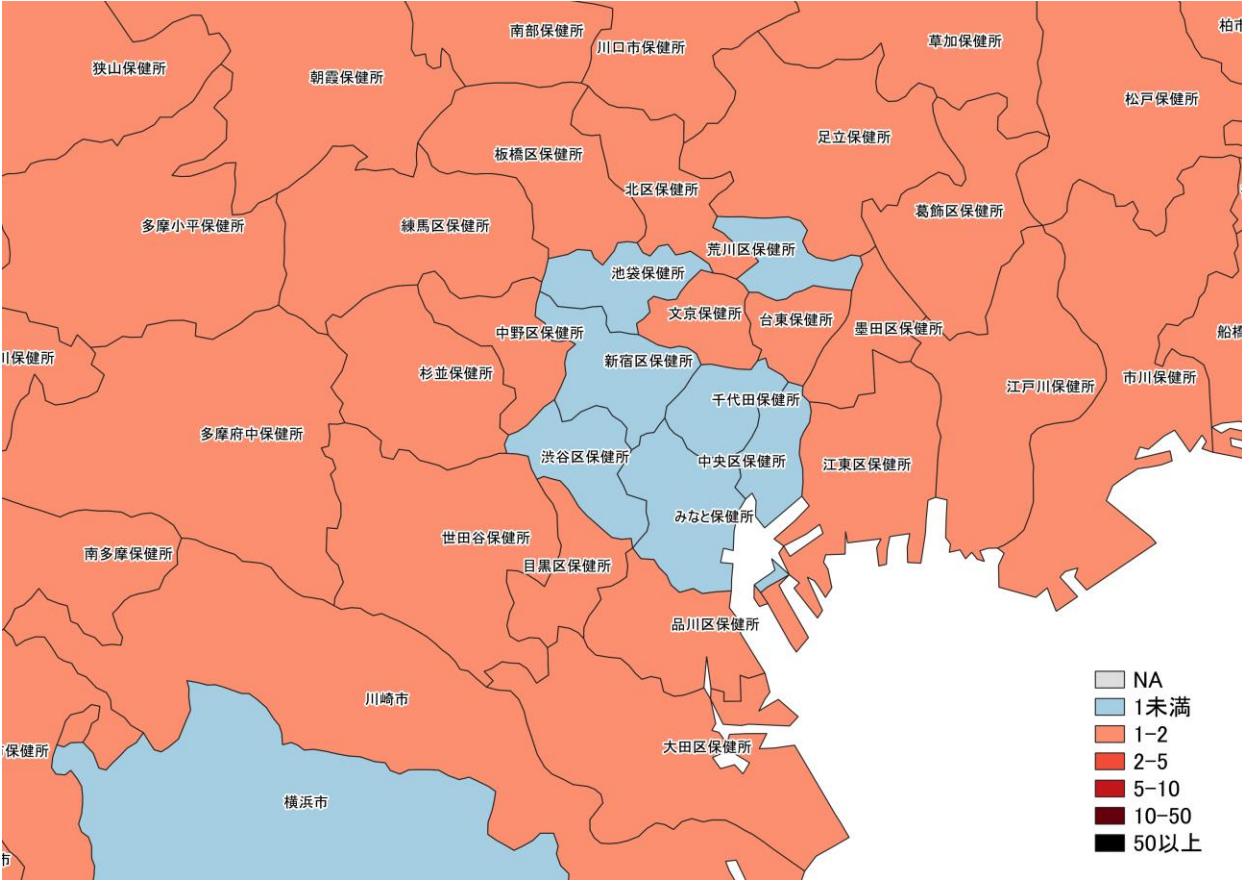 南部保健所
川口市保健所
草加保健所
柏市
狭山保健所
朝霞保健所
松戸保健所
足立保健所
板橋区保健所
北区保健所
葛飾区保健所
多摩小平保健所
練馬区保健所
荒川区保健所
池袋保健所
文京保健所
台東保健所
墨田区保健所
中野区保健所
船橋
川保健所
新宿区保健所
杉並保健所
江戸川保健所
市川保健所
千代田保健所
多摩府中保健所
渋谷区保健所
中央区保健所
江東区保健所
みなと保健所
世田谷保健所
南多摩保健所
目黒区保健所
品川区保健所
川崎市
大田区保健所
保健所
横浜市
市
NA
1未満
1-2
2-5
5-10
10-50
50以上